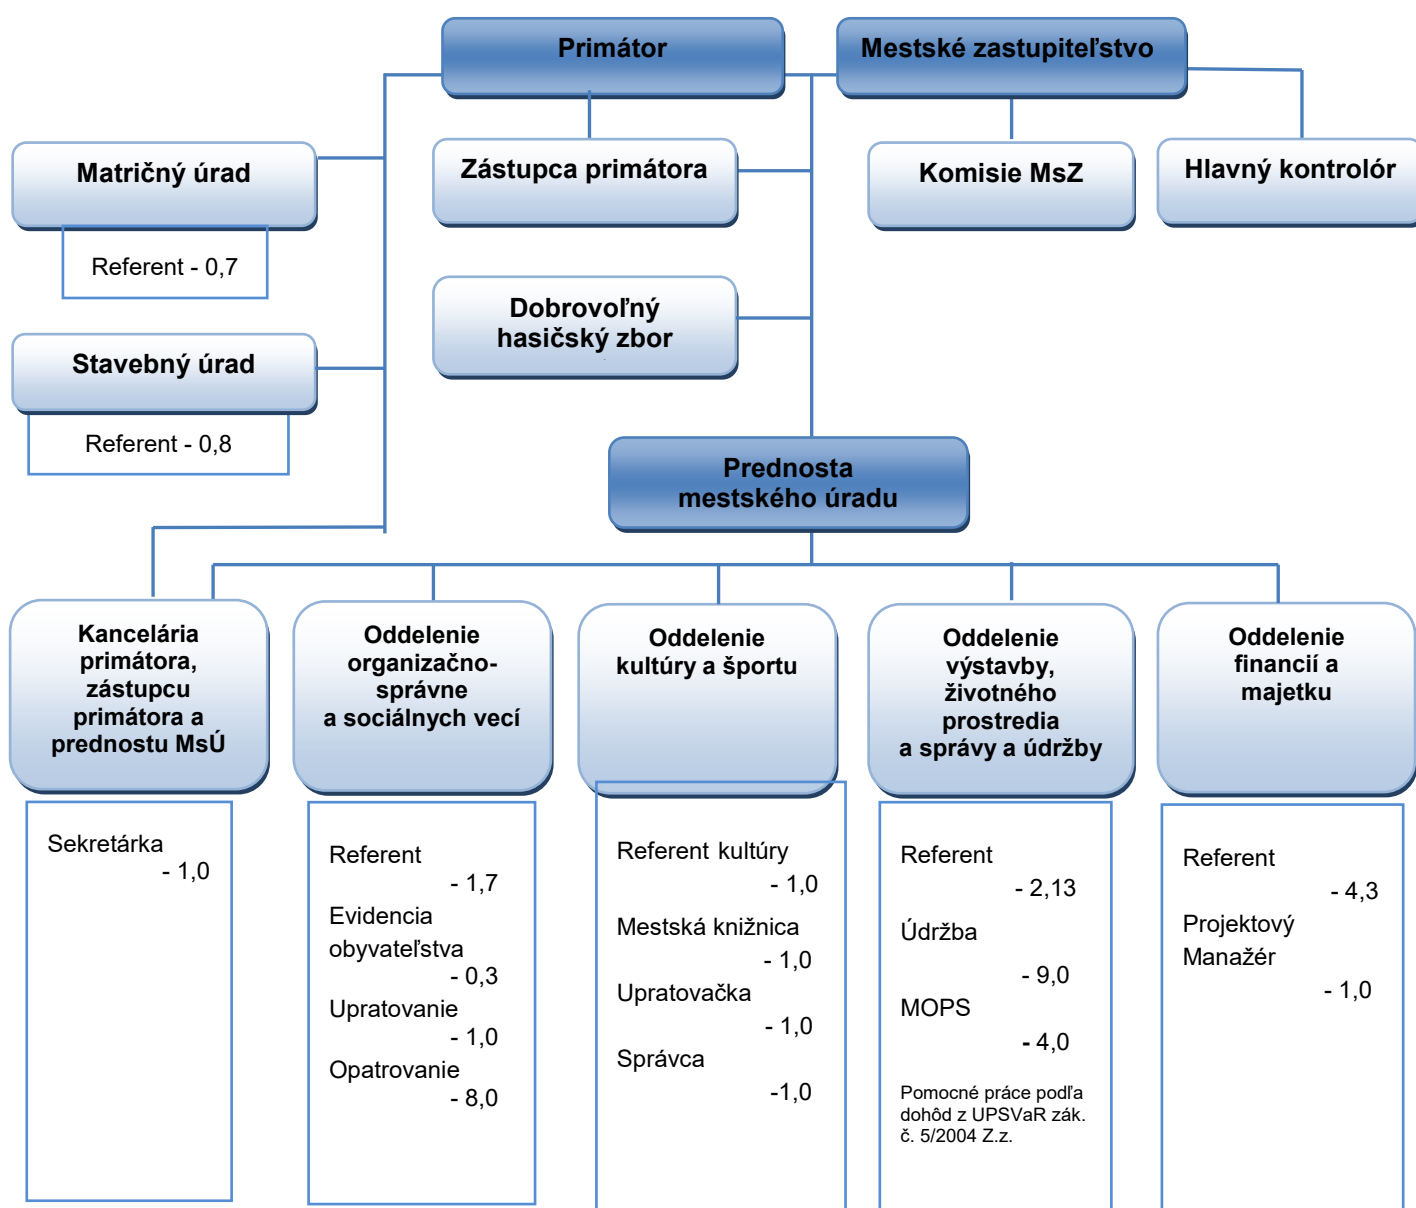 Primátor
Mestské zastupiteľstvo
Matričný úrad
Zástupca primátora
Komisie MsZ
Hlavný kontrolór
Referent - 0,7
Dobrovoľný
hasičský zbor
Stavebný úrad
Referent - 0,8
Prednosta
mestského úradu
Kancelária
primátora,
zástupcu
primátora a
prednostu MsÚ
Oddelenie
organizačno-
správne
a sociálnych vecí
Oddelenie
kultúry a športu
Oddelenie
výstavby,
životného
prostredia
a správy a údržby
Oddelenie
financií a
majetku
Sekretárka
- 1,0
Referent
- 1,7
Evidencia
obyvateľstva
- 0,3
Upratovanie
- 1,0
Opatrovanie
- 8,0
Referent kultúry
- 1,0
Mestská knižnica
- 1,0
Upratovačka
- 1,0
Správca
-1,0
Referent
- 2,13
Údržba
- 9,0
MOPS
- 4,0
Pomocné práce podľa
dohôd z UPSVaR zák.
č. 5/2004 Z.z.
Referent
- 4,3
Projektový
Manažér
- 1,0